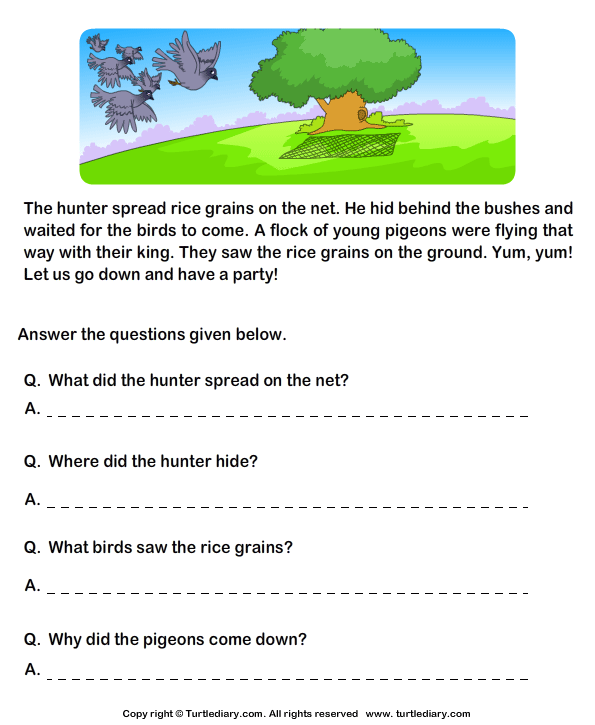 The hunter spread rice grains on the net. He hid behind the bushes and
waited for the birds to come. A flock of young pigeons were flying that
way with their king. They saw the rice grains on the ground. Yum, yum!
Let us go down and have a party!
Answer the questions given below.
Q. What did the hunter spread on the net?
A. _ _ _ _ _ _ _ _ _ _ _ _ _ _ _ _ _ _ _ _ _ _ _ _ _ _ _ _ _ _ _ _ _ _
Q. Where did the hunter hide?
A. _ _ _ _ _ _ _ _ _ _ _ _ _ _ _ _ _ _ _ _ _ _ _ _ _ _ _ _ _ _ _ _ _ _
Q. What birds saw the rice grains?
A. _ _ _ _ _ _ _ _ _ _ _ _ _ _ _ _ _ _ _ _ _ _ _ _ _ _ _ _ _ _ _ _ _ _
Q. Why did the pigeons come down?
A. _ _ _ _ _ _ _ _ _ _ _ _ _ _ _ _ _ _ _ _ _ _ _ _ _ _ _ _ _ _ _ _ _ _
Copy right © Turtlediary.com. All rights reserved www. turtlediary.com